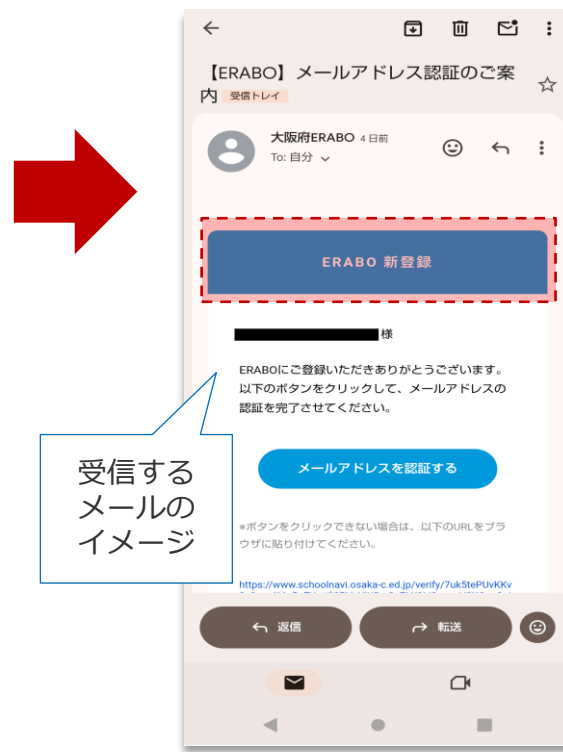 【ERABO】メールアドレス認証のご案
内 受信トレイ
大阪府ERABO 4 日前
To: 自分
ERABO 新登録
様
ERABOにご登録いただきありがとうございます。
以下のボタンをクリックして、メールアドレスの
認証を完了させてください。
メールアドレスを認証する
※ボタンをクリックできない場合は、以下のURLをブラ
ウザに貼り付けてください。
https://www.schoolnavi.osaka-c.ed.jp/verify/7uk5tePUvKKv
返信
転送
受信する
メールの
イメージ